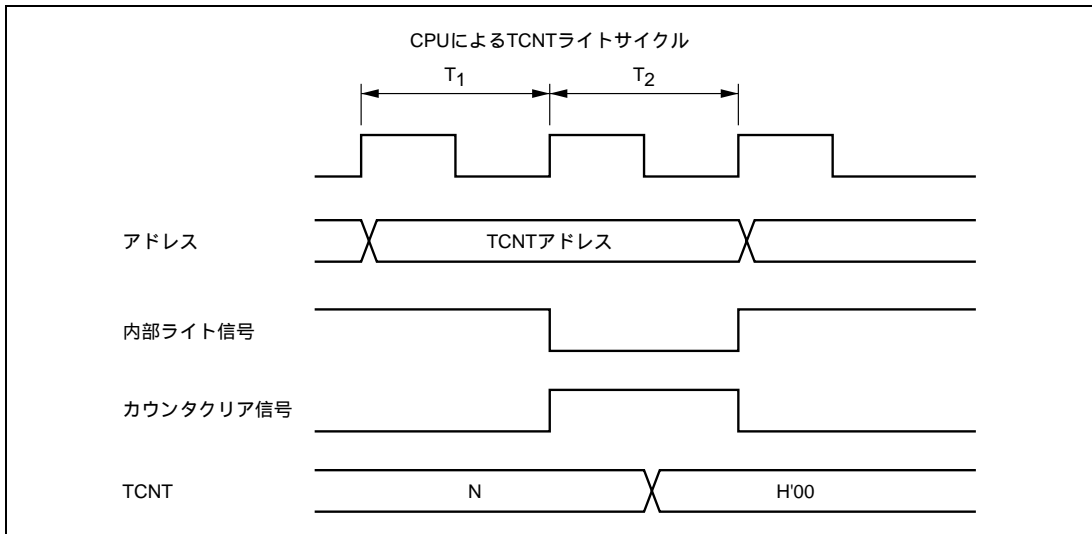 CPUによるTCNTライトサイクル
T1 T2
アドレス TCNTアドレス
内部ライト信号
カウンタクリア信号
TCNT N H'00